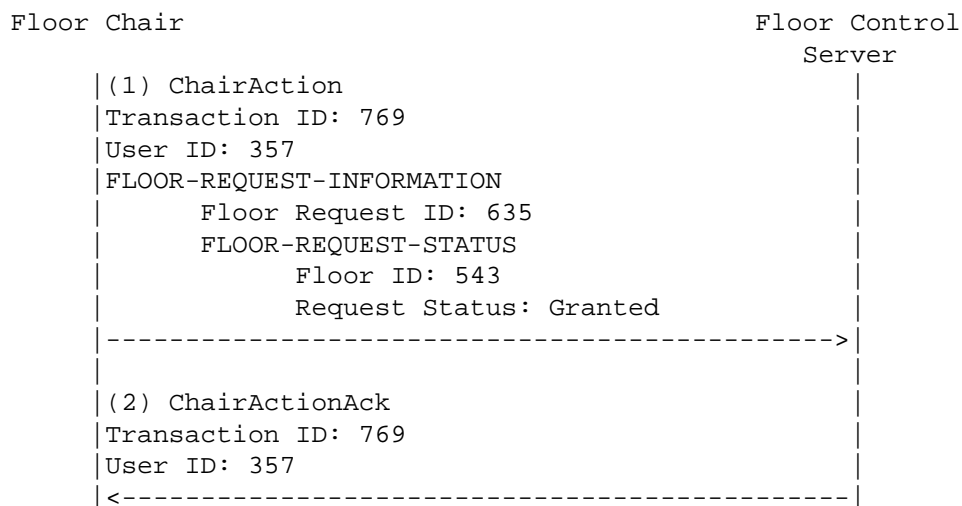 Floor Chair Floor Control
Server
|(1) ChairAction |
|Transaction ID: 769 |
|User ID: 357 |
|FLOOR-REQUEST-INFORMATION |
| Floor Request ID: 635 |
| FLOOR-REQUEST-STATUS |
| Floor ID: 543 |
| Request Status: Granted |
|---------------------------------------------->|
| |
|(2) ChairActionAck |
|Transaction ID: 769 |
|User ID: 357 |
|<----------------------------------------------|